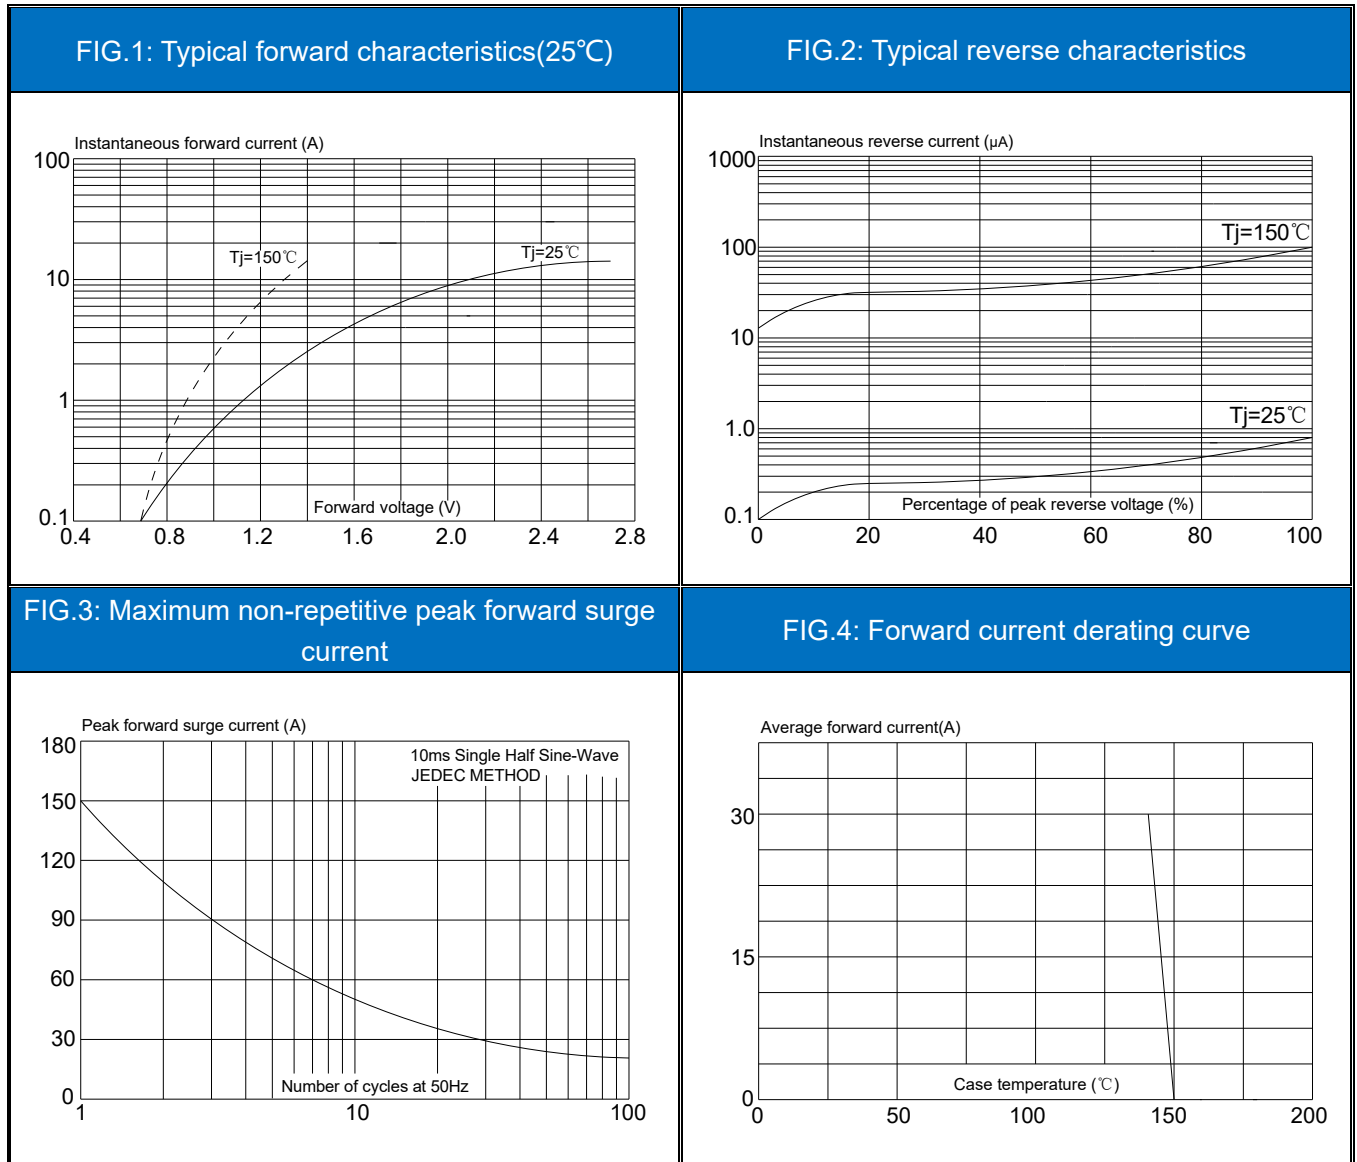 FIG.1: Typical forward characteristics(25℃)
Instantaneous forward current (A)
100
10
1
0.1
Tj=150℃
Tj=25℃
Forward voltage (V)
0.4 0.8 1.2 1.6 2.0 2.4 2.8
FIG.2: Typical reverse characteristics
Instantaneous reverse current (μA)
1000
100
10
1.0
0.1
Tj=150℃
Tj=25℃
Percentage of peak reverse voltage (%)
0 20 40 60 80 100
FIG.3: Maximum non-repetitive peak forward surge
current
Peak forward surge current (A)
180
150
120
90
60
30
0
10ms Single Half Sine-Wave
JEDEC METHOD
Number of cycles at 50Hz
1 10 100
FIG.4: Forward current derating curve
Average forward current(A)
30
15
0
Case temperature (℃)
0 50 100 150 200